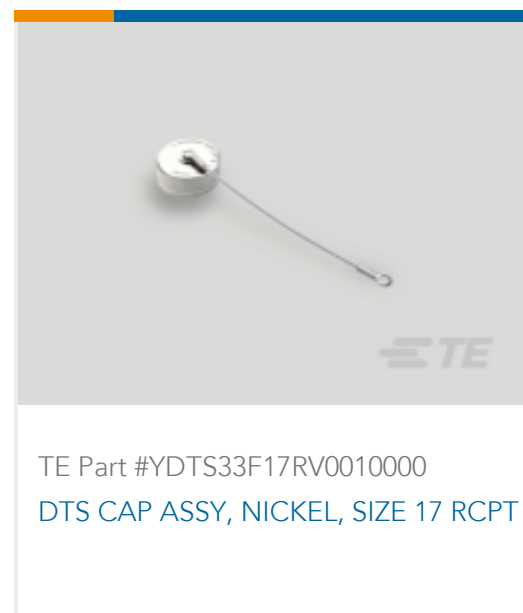 TE
TE Part #YDTS33F17RV0010000
DTS CAP ASSY, NICKEL, SIZE 17 RCPT